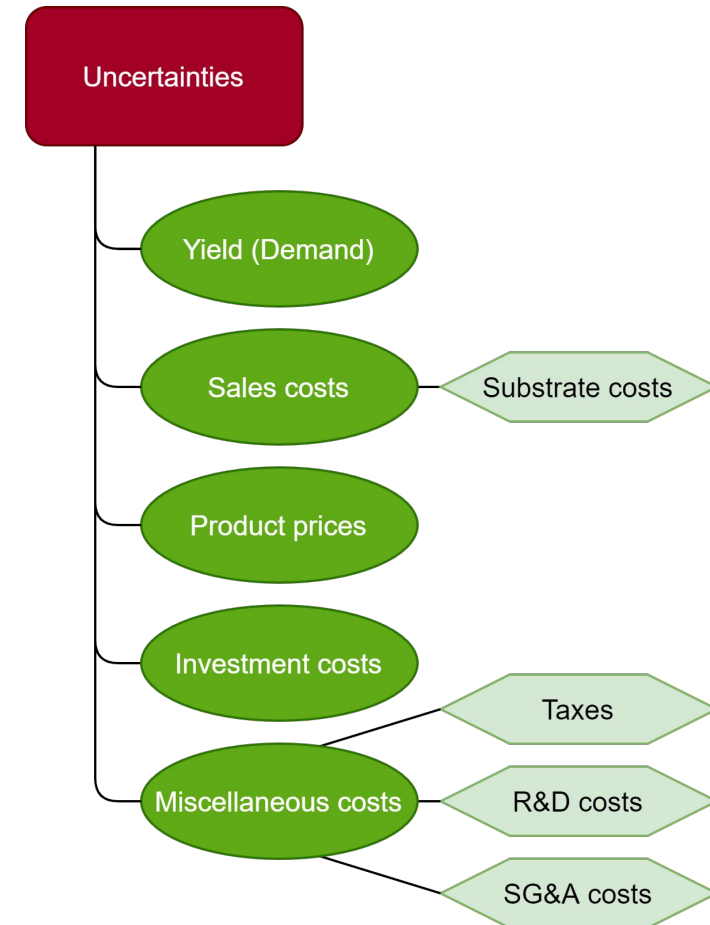 Uncertainties
Yield (Demand)
Sales costs
Substrate costs
Product prices
Investment costs
Taxes
Miscellaneous costs
R&D costs
SG&A costs